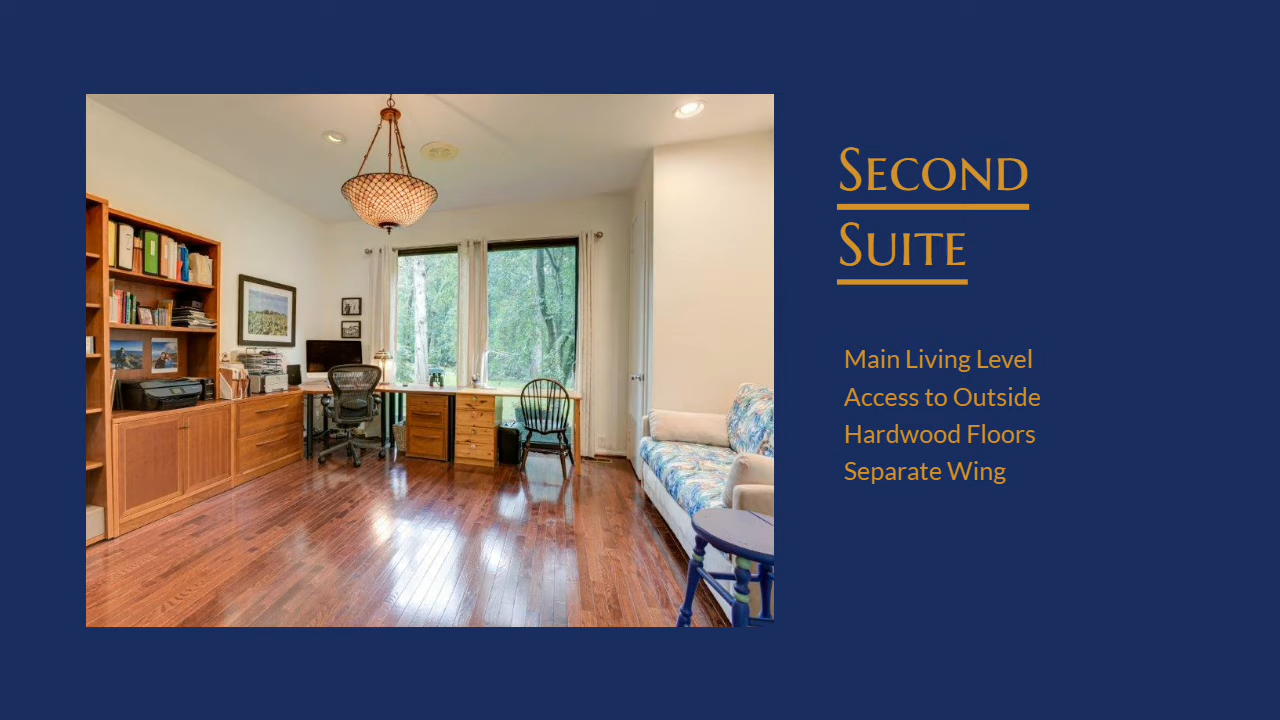 Second
Suite
Main Living Level
Access to Outside
Hardwood Floors
Separate Wing